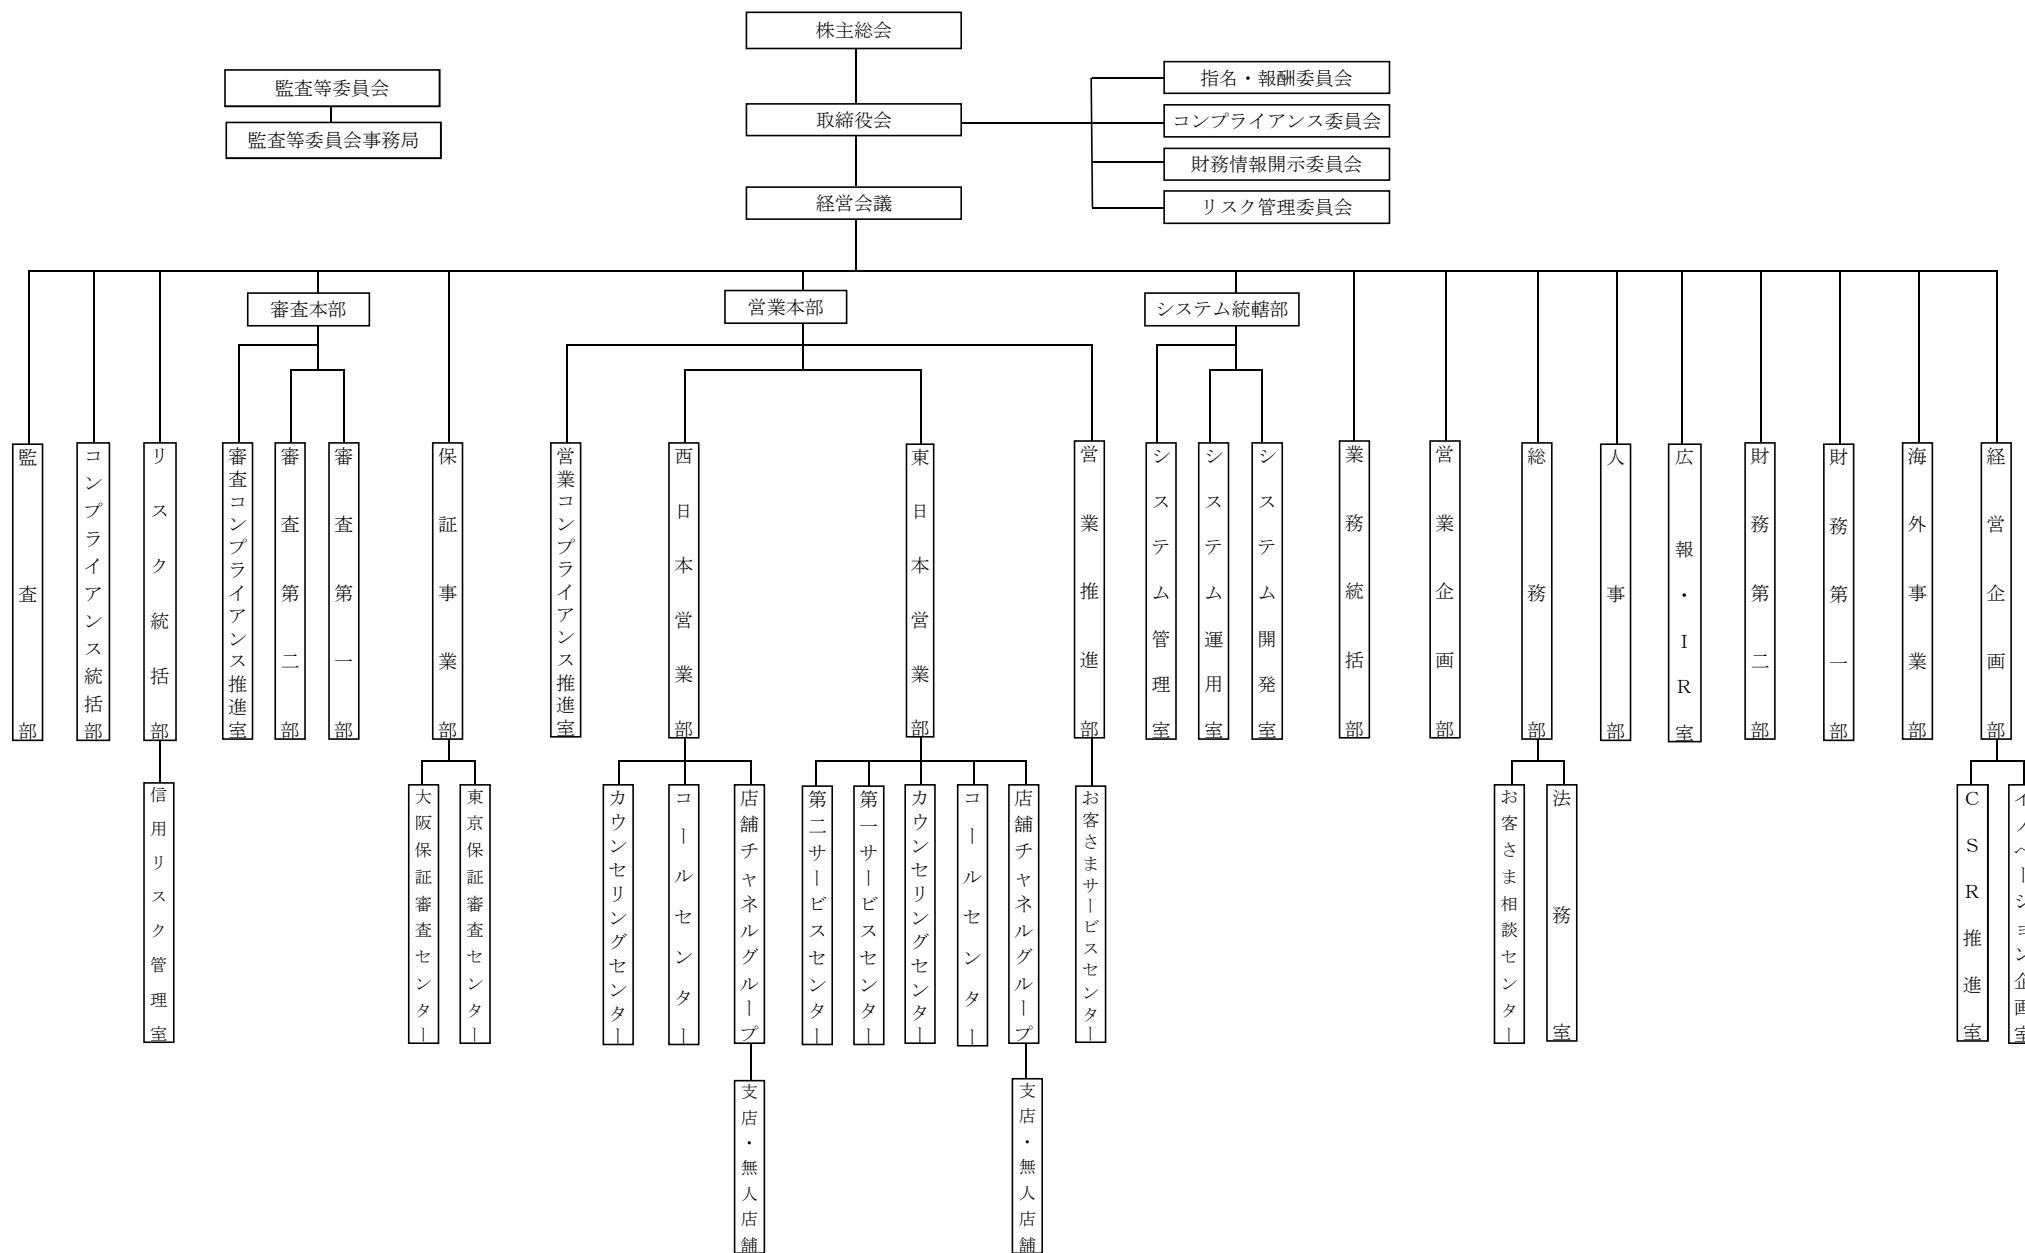 株主総会
監査等委員会
監査等委員会事務局
取締役会
経営会議
指名・報酬委員会
コンプライアンス委員会
財務情報開示委員会
リスク管理委員会
審査本部
営業本部
システム統轄部
監査部
コンプライアンス統括部
リスク統括部
審査コンプライアンス推進室
審査第二部
審査第一部
保証事業部
営業コンプライアンス推進室
西日本営業部
東日本営業部
営業推進部
システム管理室
システム運用室
システム開発室
業務統括部
営業企画部
総務部
人事部
広報・IR室
財務第二部
財務第一部
海外事業部
経営企画部
信用リスク管理室
大阪保証審査センター
東京保証審査センター
カウンセリングセンター
コールセンター
店舗チャネルグループ
第二サービスセンター
第一サービスセンター
カウンセリングセンター
コールセンター
店舗チャネルグループ
お客さまサービスセンター
お客さま相談センター
法務室
CSR推進室
イノベーション企画室
支店・無人店舗
支店・無人店舗